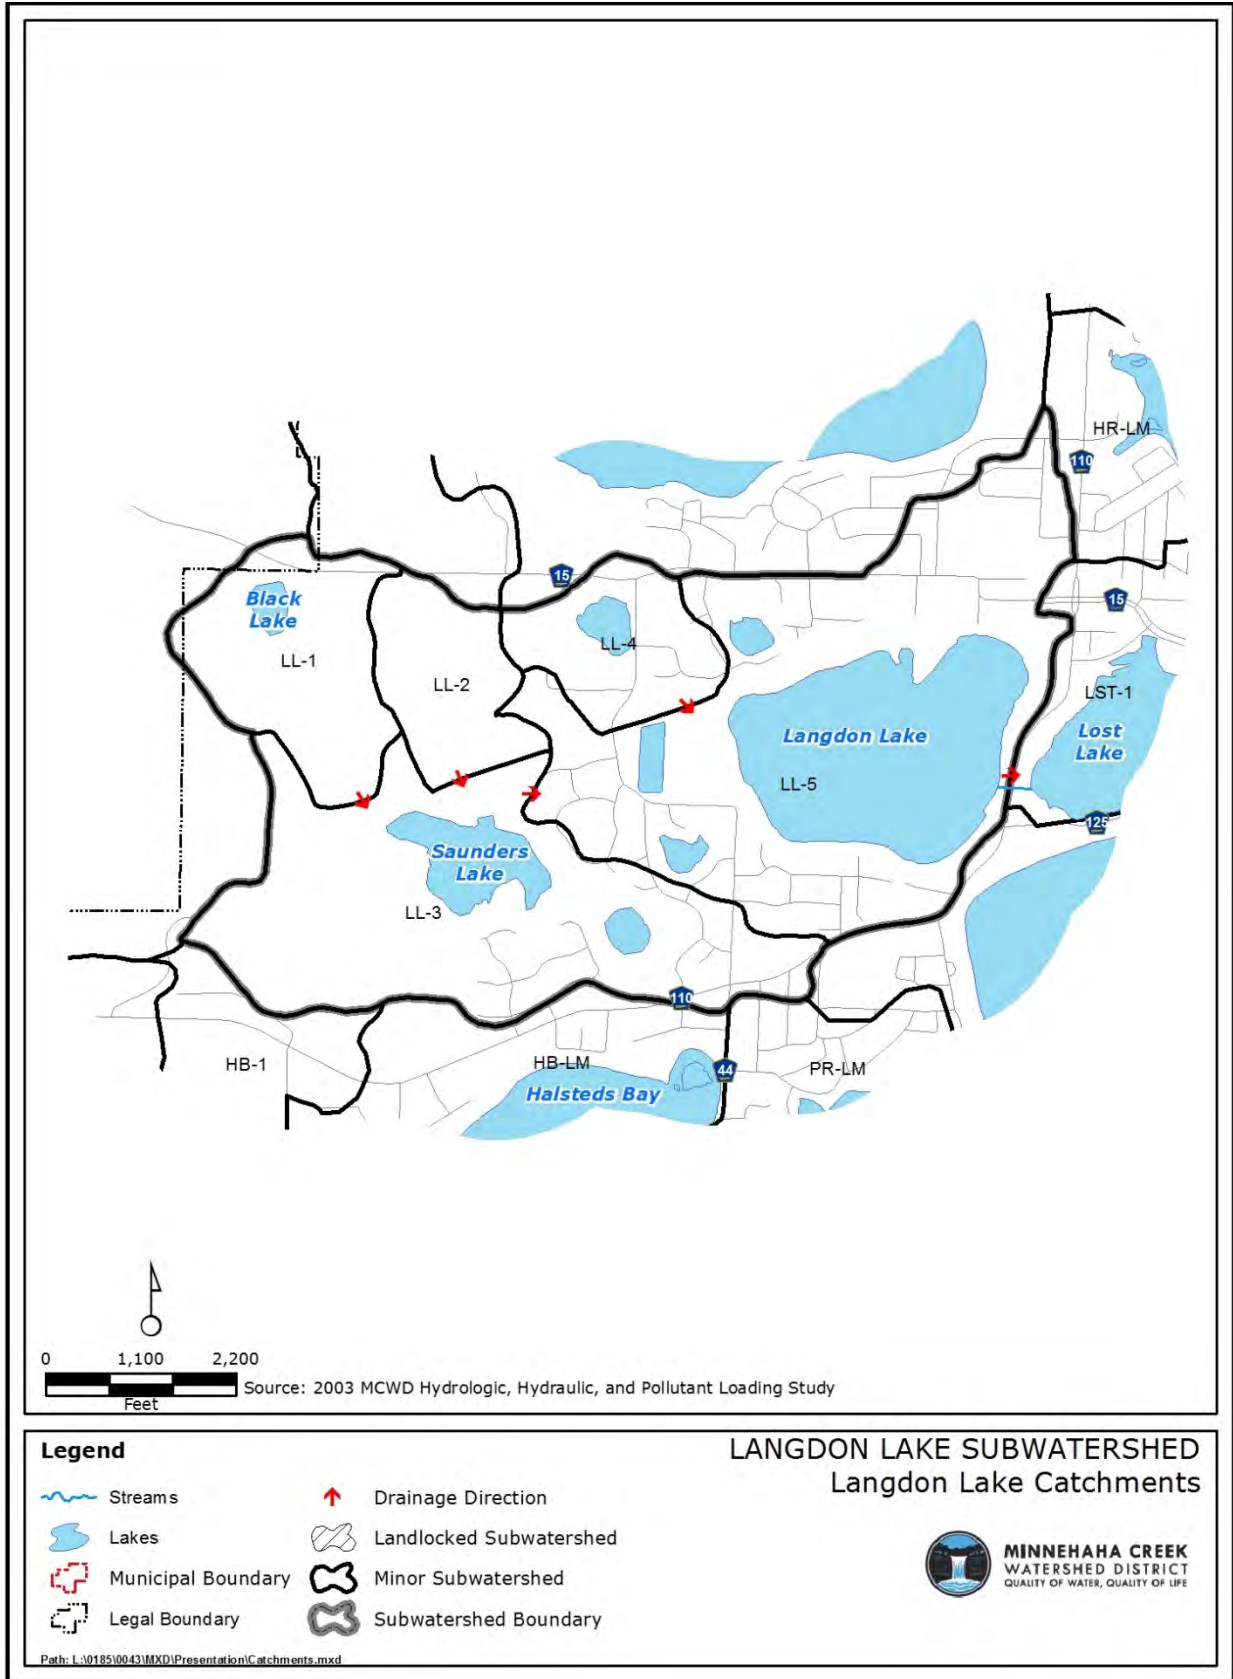 HR-LM
110
15
Black
Lake
15
LL-4
LL-1
LL-2
LST-1
Langdon Lake
Lost
Lake
LL-5
125
Saunders
Lake
LL-3
110
HB-1
HB-LM
44
PR-LM
Halsteds Bay
0 1,100 2,200
Feet
Source: 2003 MCWD Hydrologic, Hydraulic, and Pollutant Loading Study
Legend
Streams
Lakes
Municipal Boundary
Legal Boundary
Drainage Direction
Landlocked Subwatershed
Minor Subwatershed
Subwatershed Boundary
Path: L:\0185\0043\MXD\Presentation\Catchments.mxd
LANGDON LAKE SUBWATERSHED
Langdon Lake Catchments
MINNEHAHA CREEK
WATERSHED DISTRICT
QUALITY OF WATER, QUALITY OF LIFE